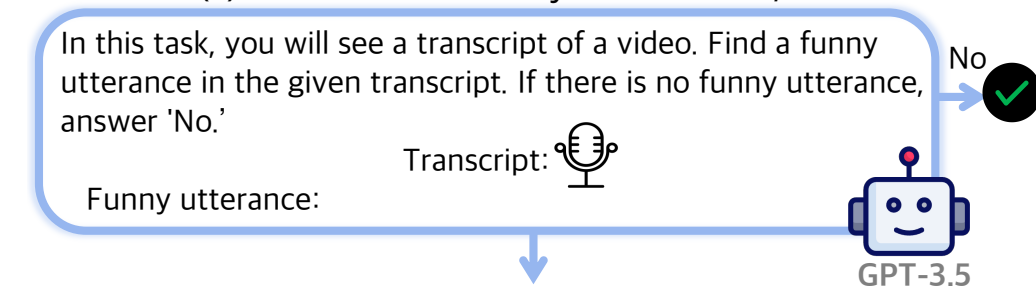 In this task, you will see a transcript of a video. Find a funny
No
utterance in the given transcript. If there is no funny utterance,
answer 'No.’
Transcript:
Funny utterance:
GPT-3.5